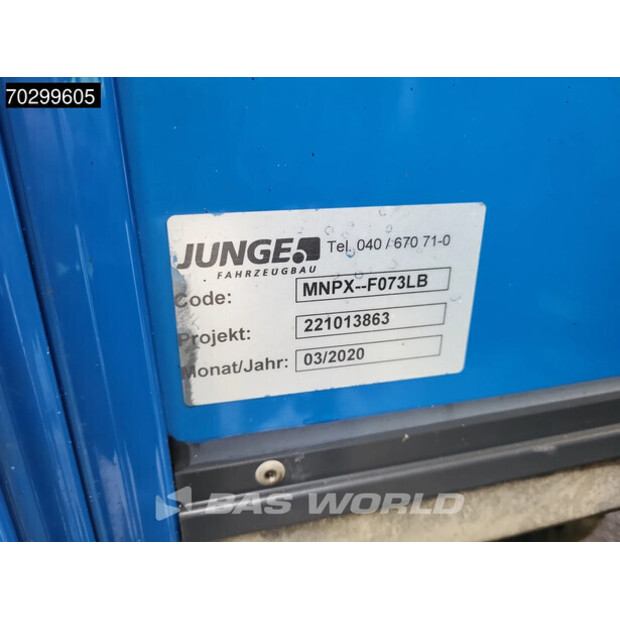 70299605
JUNGE
FAHRZEUGBAU
Tel. 040 / 670 71-0
Code: MNPX--F073LB
Projekt: 221013863
Monat/Jahr: 03/2020
BAS WORLD